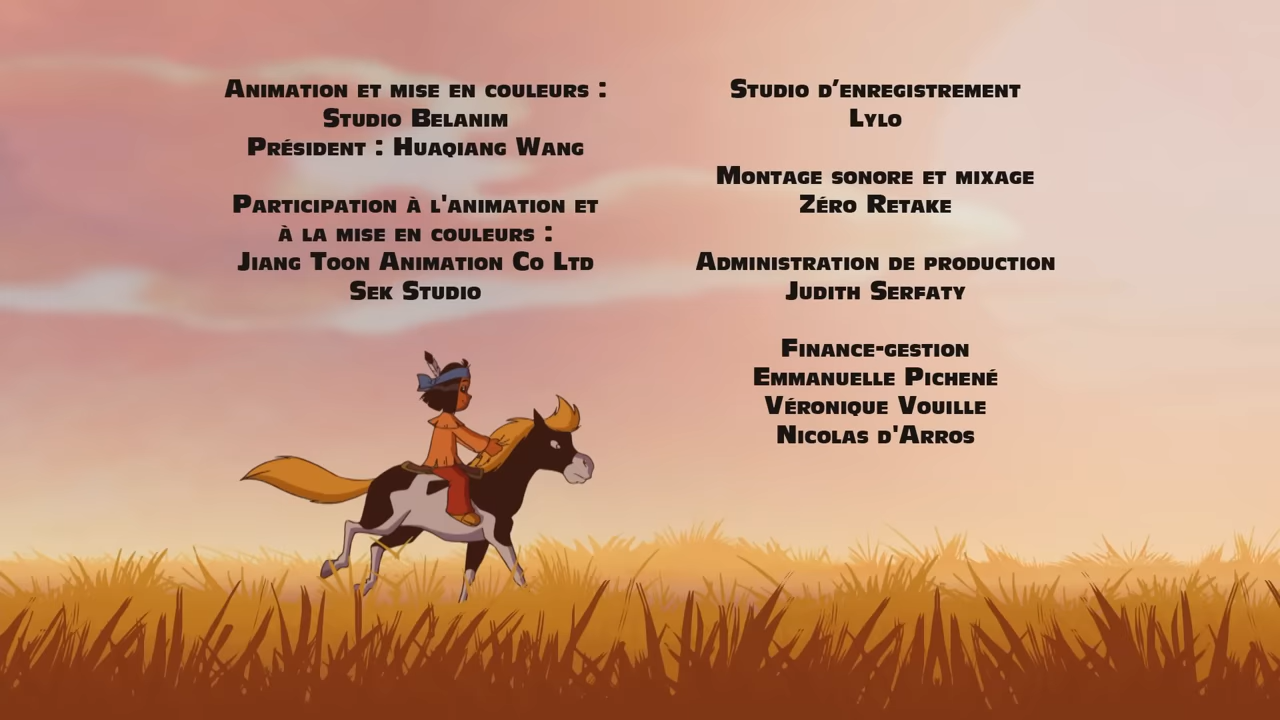 Animation et mise en couleurs :
Studio Belanim
Président : Huaqiang Wang
Participation à l'animation et
à la mise en couleurs :
Jiang Toon Animation Co Ltd
Sek Studio
Studio d’enregistrement
Lylo
Montage sonore et mixage
Zéro Retake
Administration de production
Judith Serfaty
Finance-gestion
Emmanuelle Pichené
Véronique Vouille
Nicolas d'Arros